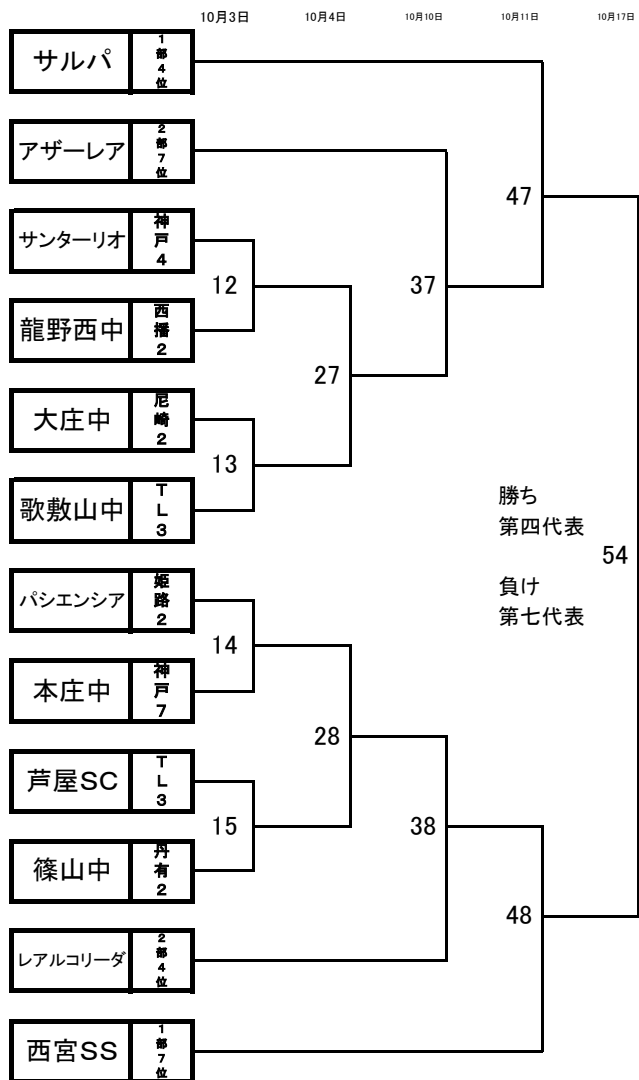 10月3日 10月4日 10月10日 10月11日 10月17日
サルパ 1部4位
アザーレア 2部7位
47
サンターリオ 神戸4
12 37
龍野西中 西播2
27
大庄中 尼崎2
13
歌敷山中 TL3
勝ち
第四代表
54
負け
第七代表
パシエンシア 姫路2
14
本庄中 神戸7
28
芦屋SC TL3
15 38
篠山中 丹有2
48
レアルコリーダ 2部4位
西宮SS 1部7位